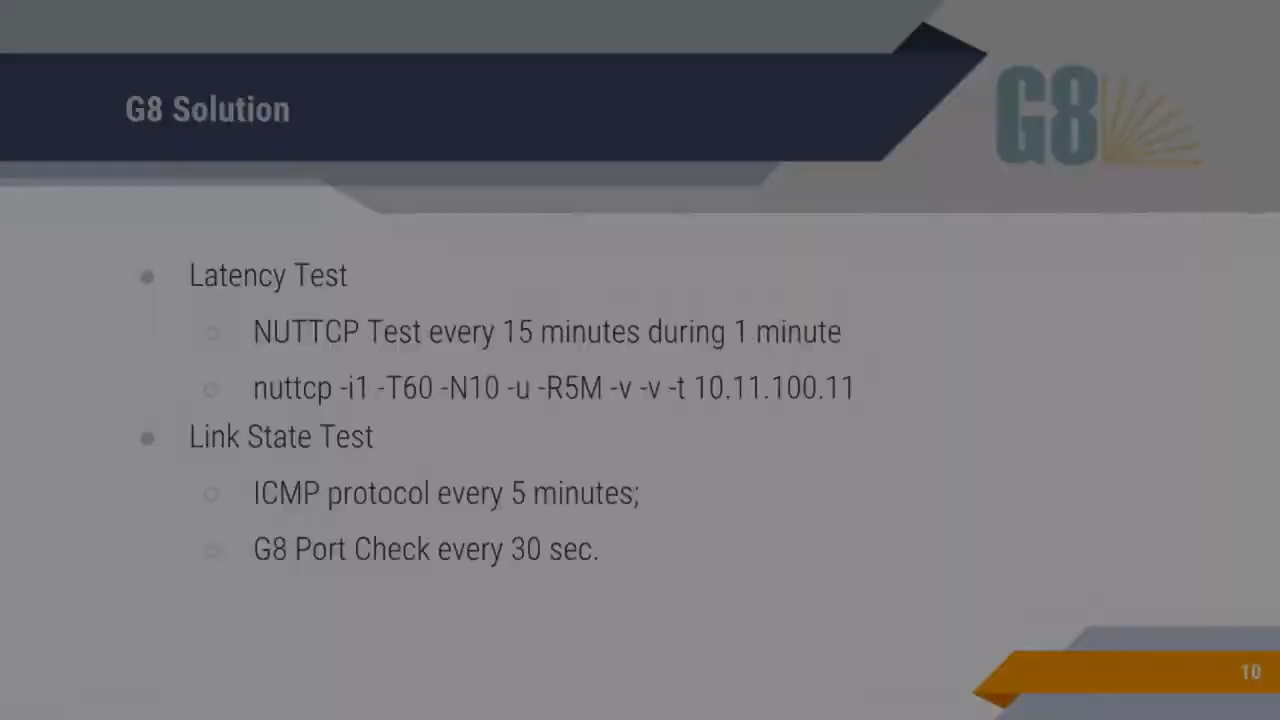 G8 Solution
G8
Latency Test
NUTTCP Test every 15 minutes during 1 minute
nuttcp -i1 -T60 -N10 -u -R5M -v -v -t 10.11.100.11
Link State Test
ICMP protocol every 5 minutes;
G8 Port Check every 30 sec.
10